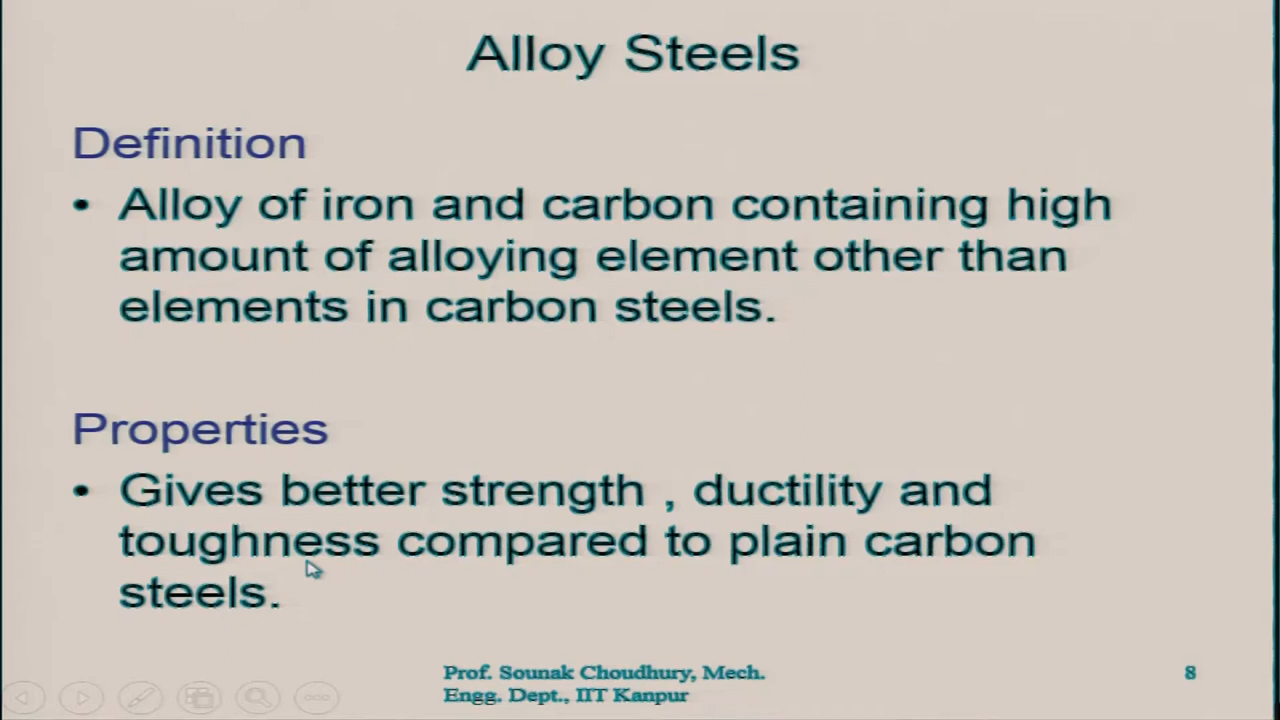 Alloy Steels
Definition
• Alloy of iron and carbon containing high
amount of alloying element other than
elements in carbon steels.
Properties
• Gives better strength , ductility and
toughness compared to plain carbon
steels.
Prof. Sounak Choudhury, Mech.
Engg. Dept., IIT Kanpur
8